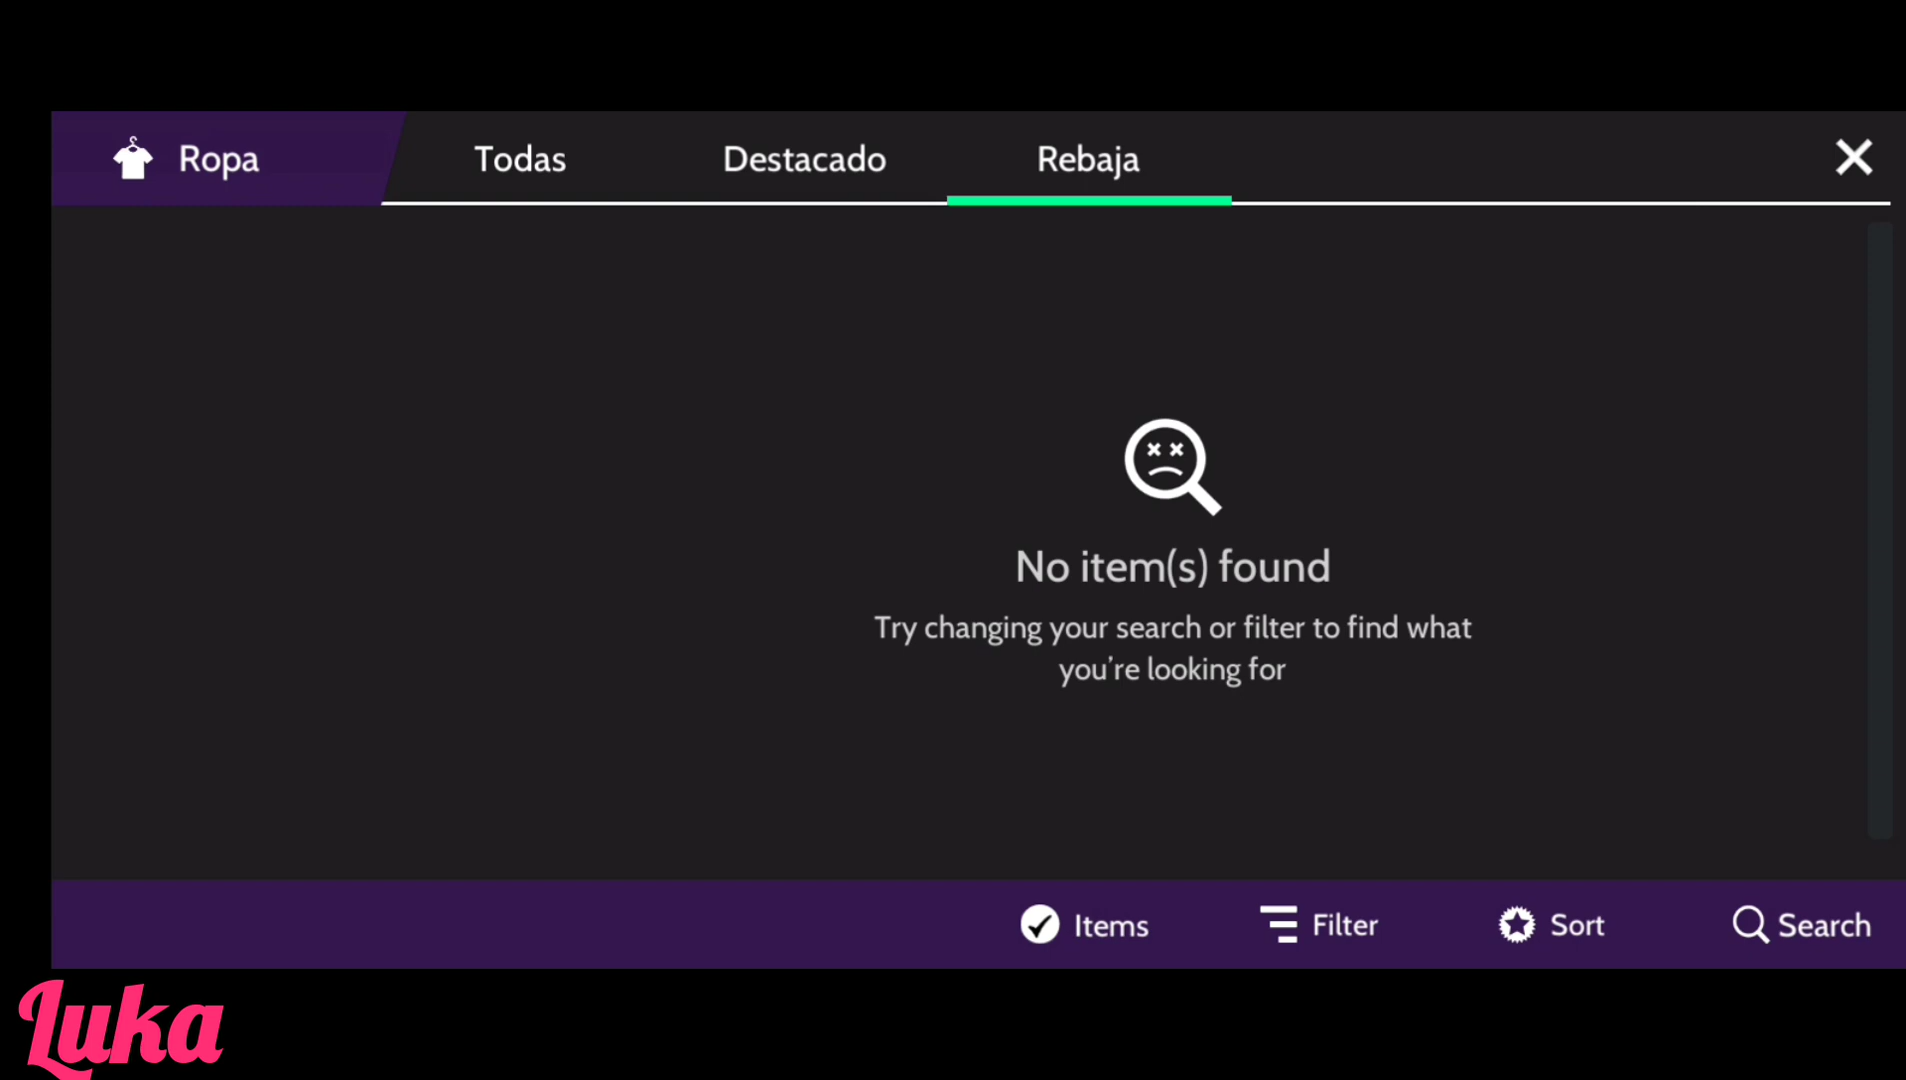 Ropa
Todas
Destacado
Rebaja
No item(s) found
Try changing your search or filter to find what
you're looking for
Items
Filter
Sort
Search
Luka